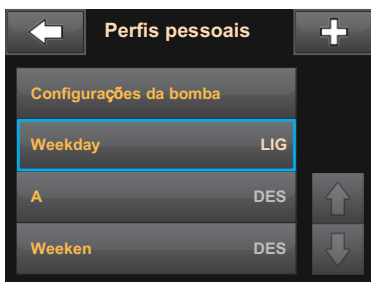 Perfis pessoais
Configurações da bomba
Weekday LIG
A DES
Weeken DES